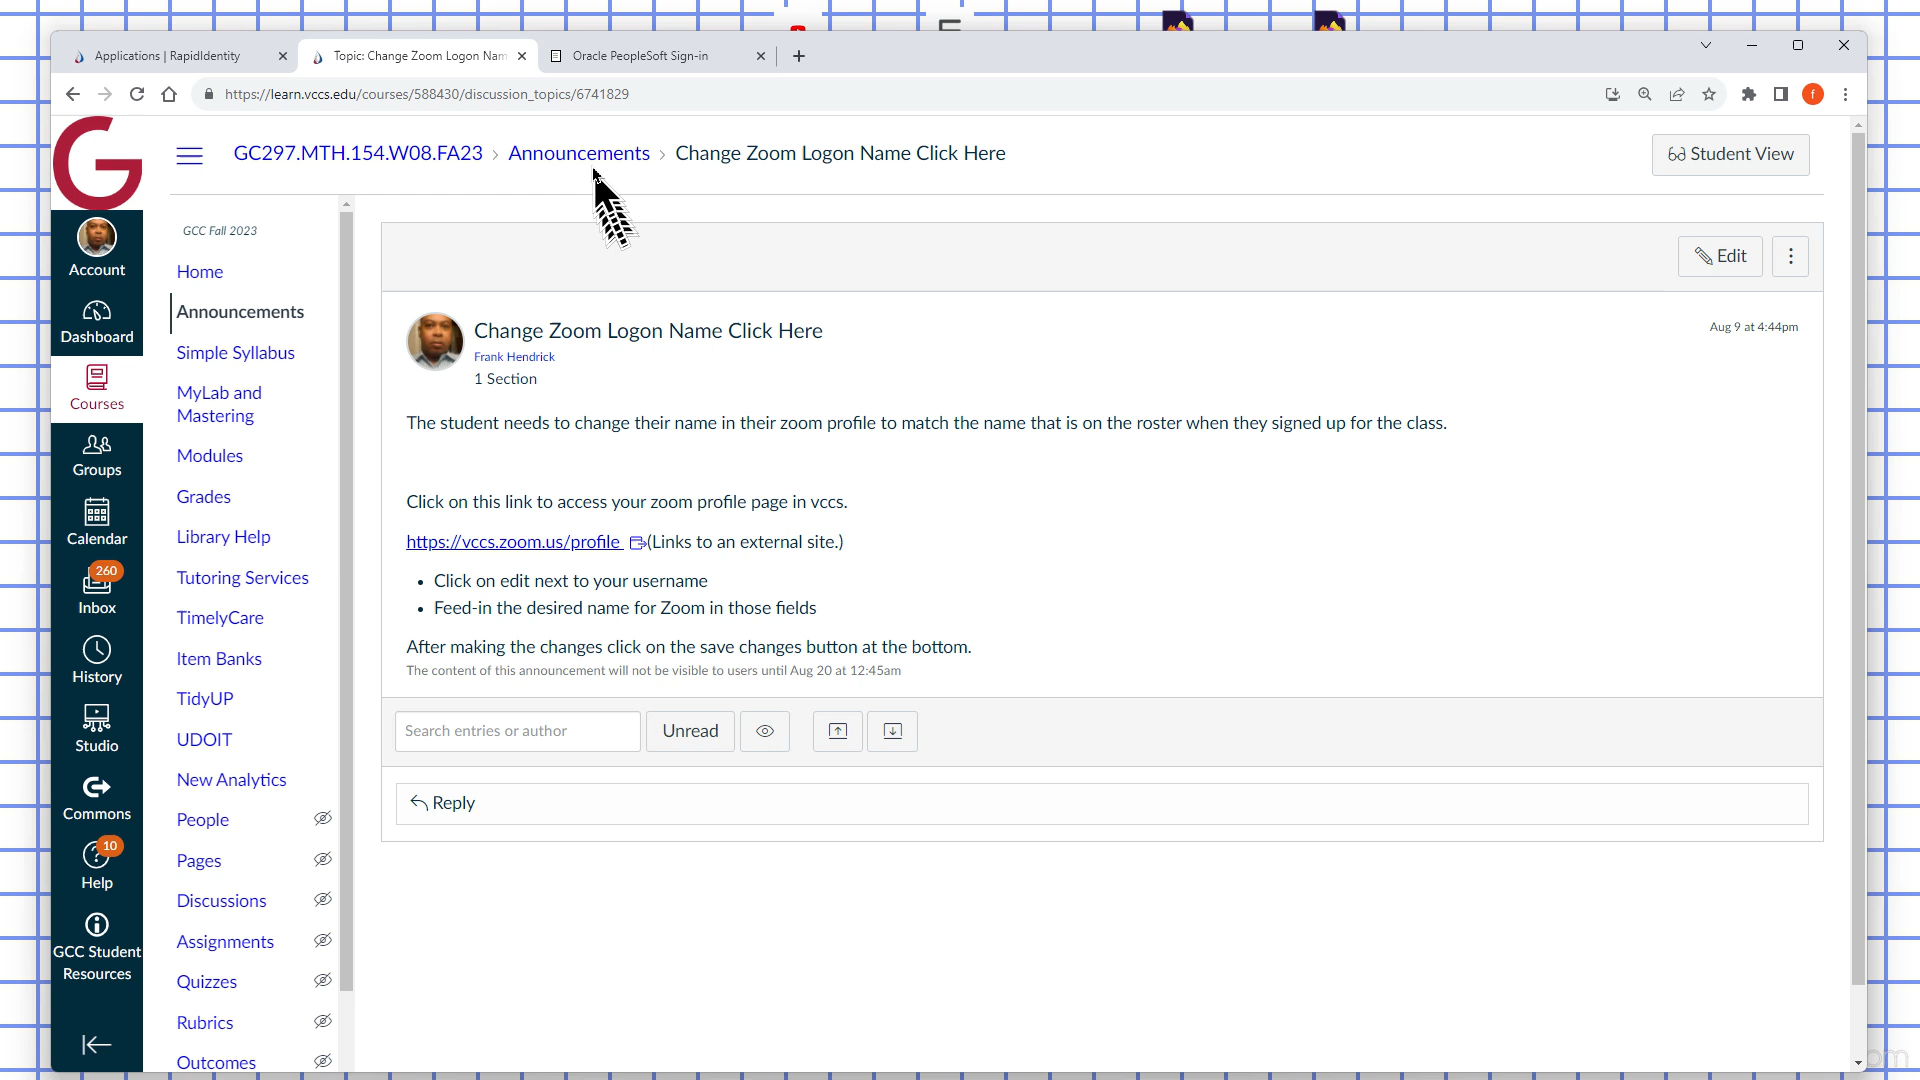 Applications | RapidIdentity
Topic: Change Zoom Logon Nam
Oracle PeopleSoft Sign-in
https://learn.vccs.edu/courses/588430/discussion_topics/6741829
f
G
GC297.MTH.154.W08.FA23 › Announcements › Change Zoom Logon Name Click Here
Student View
Account
Dashboard
Courses
Groups
Calendar
260
Inbox
History
Studio
Commons
10
Help
GCC Student
Resources
GCC Fall 2023
Home
Announcements
Simple Syllabus
MyLab and
Mastering
Modules
Grades
Library Help
Tutoring Services
TimelyCare
Item Banks
TidyUP
UDOIT
New Analytics
People
Pages
Discussions
Assignments
Quizzes
Rubrics
Outcomes
Edit
Change Zoom Logon Name Click Here
Aug 9 at 4:44pm
Frank Hendrick
1 Section
The student needs to change their name in their zoom profile to match the name that is on the roster when they signed up for the class.
Click on this link to access your zoom profile page in vccs.
https://vccs.zoom.us/profile (Links to an external site.)
• Click on edit next to your username
• Feed-in the desired name for Zoom in those fields
After making the changes click on the save changes button at the bottom.
The content of this announcement will not be visible to users until Aug 20 at 12:45am
Search entries or author
Unread
Reply